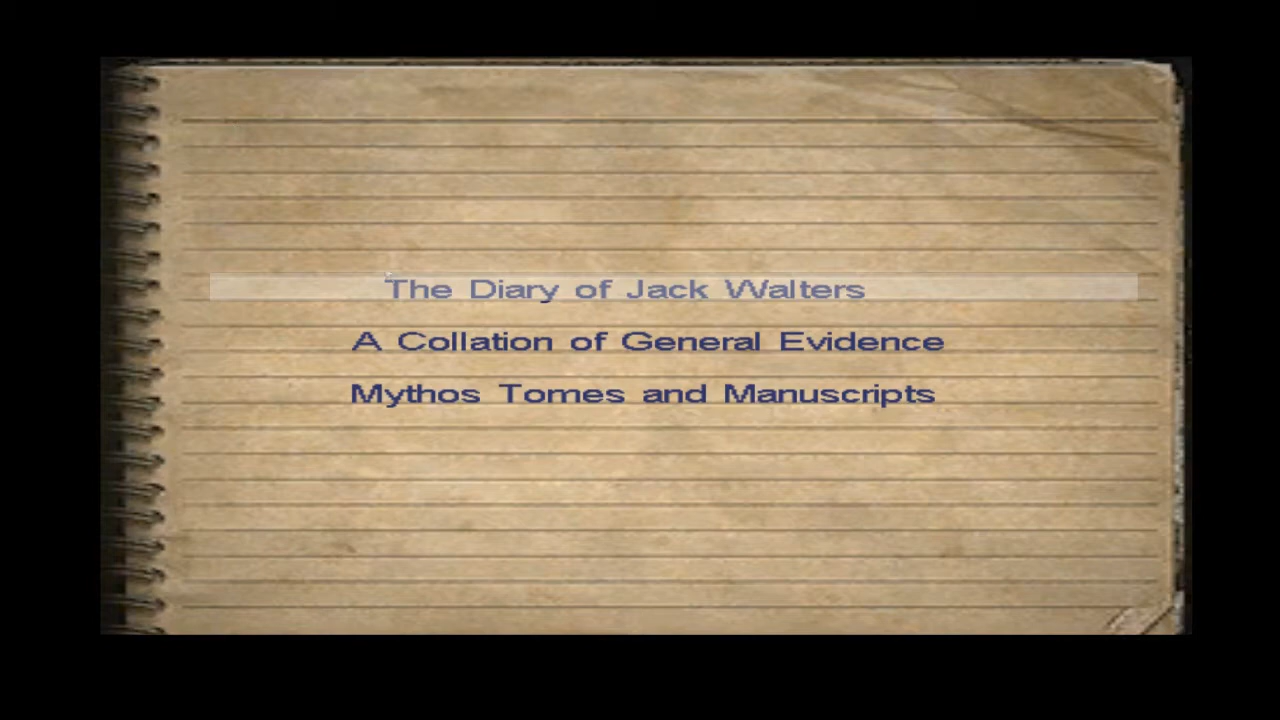 The Diary of Jack Walters
A Collation of General Evidence
Mythos Tomes and Manuscripts